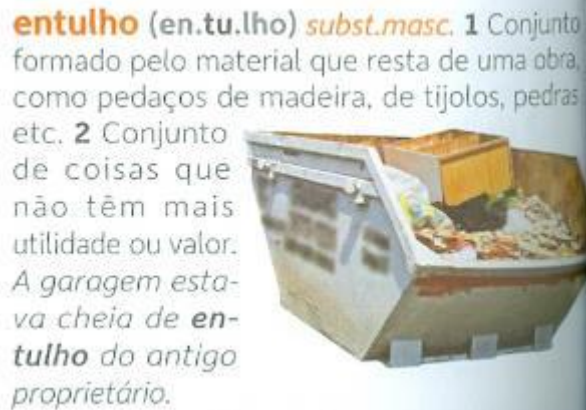 entulho (en.tu.lho) subst.masc. 1 Conjunto
formado pelo material que resta de uma obra,
como pedaços de madeira, de tijolos, pedras
etc. 2 Conjunto
de coisas que
não têm mais
utilidade ou valor.
A garagem esta-
va cheia de en-
tulho do antigo
proprietário.